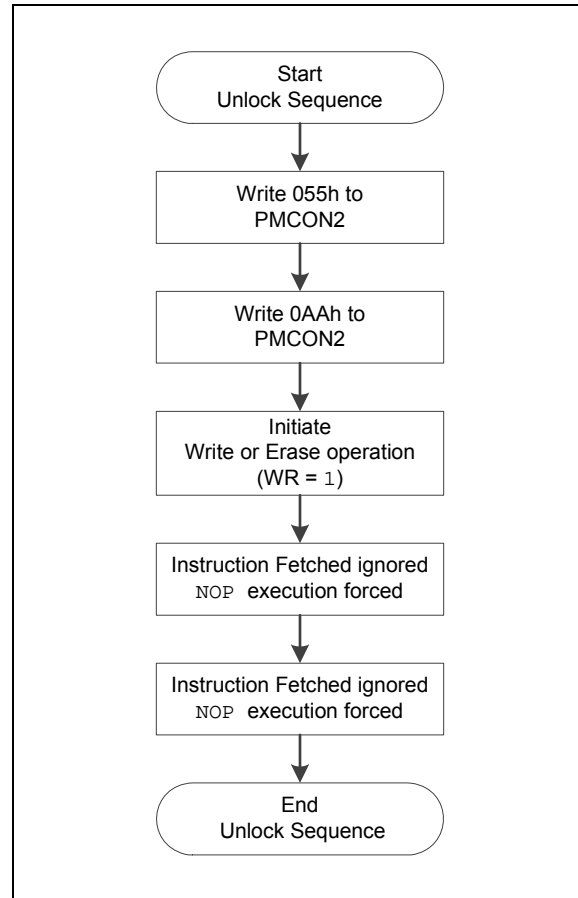 Start
Unlock Sequence
Write 055h to
PMCON2
Write 0AAh to
PMCON2
Initiate
Write or Erase operation
(WR = 1)
Instruction Fetched ignored
NOP execution forced
Instruction Fetched ignored
NOP execution forced
End
Unlock Sequence